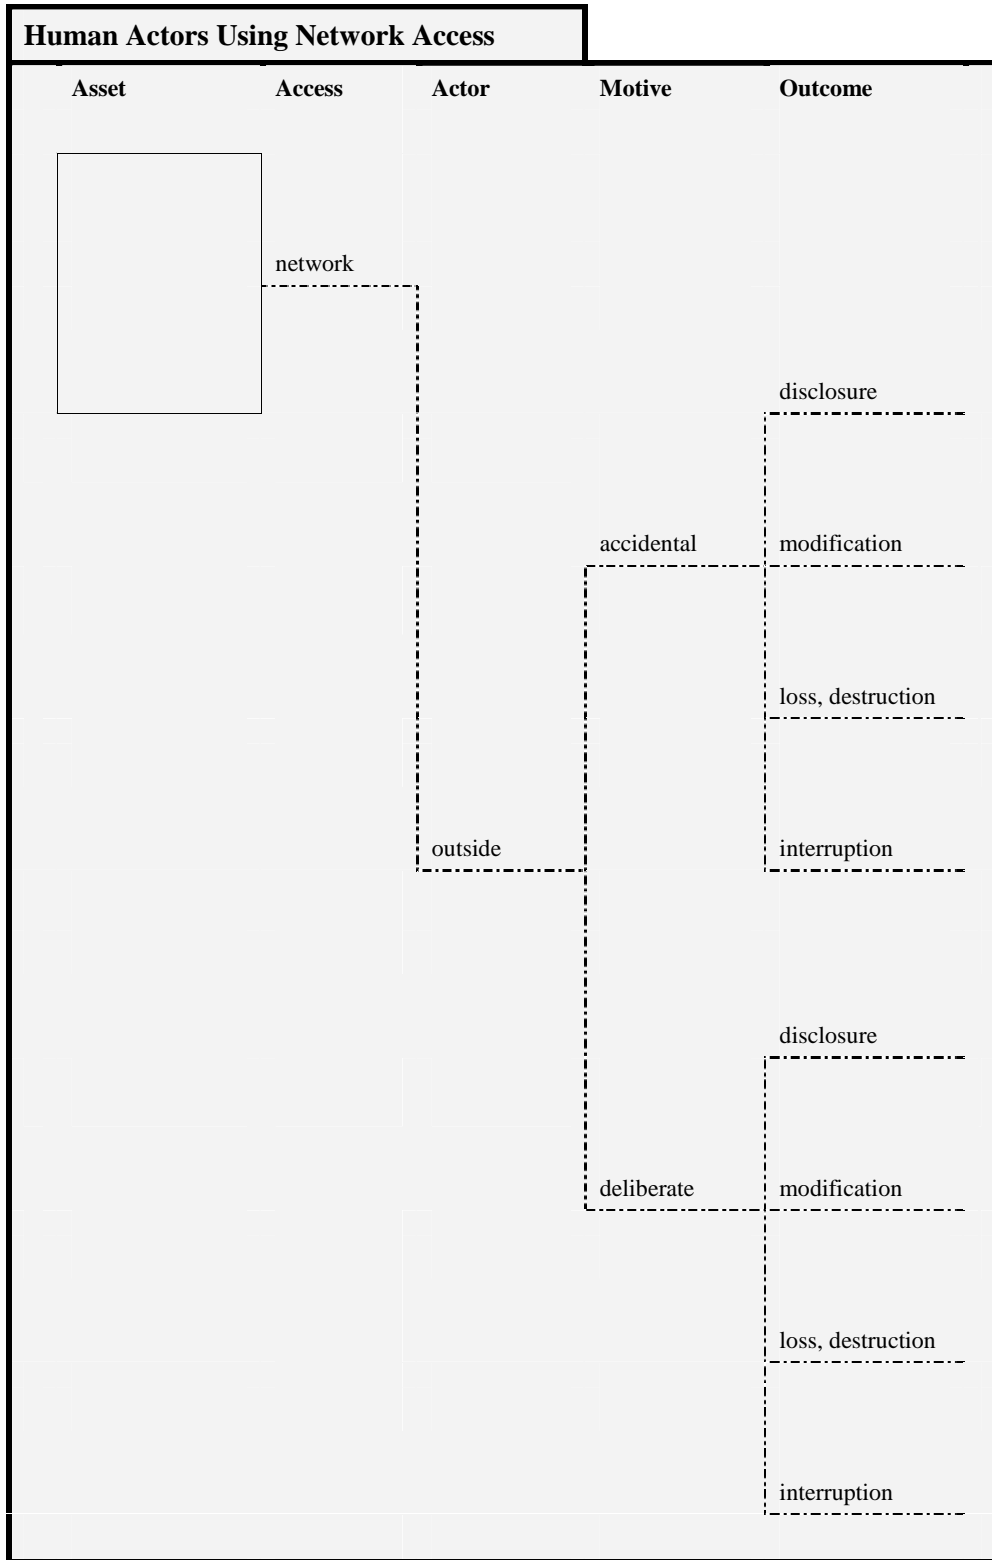 Human Actors Using Network Access
Asset Access Actor Motive Outcome
network
disclosure
accidental modification
loss, destruction
outside interruption
disclosure
deliberate modification
loss, destruction
interruption